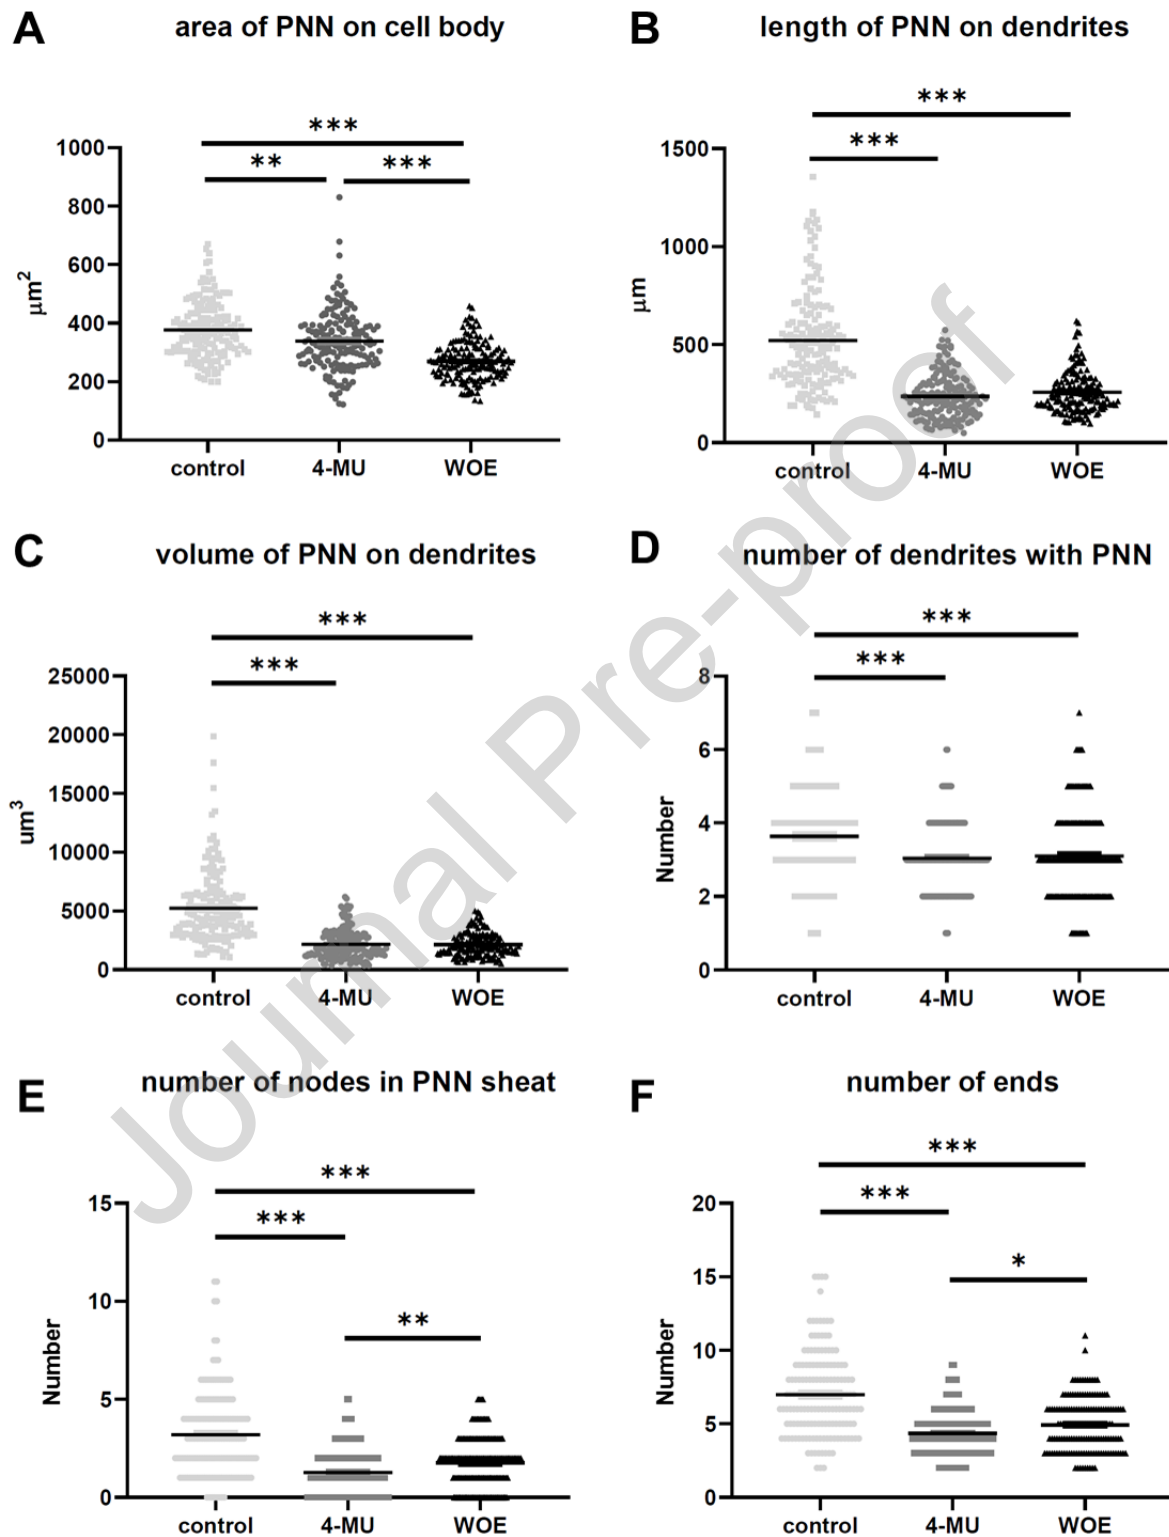 A area of PNN on cell body
***
** ***
1000
800
600
400
200
0
μm²
control 4-MU WOE
B length of PNN on dendrites
***
***
1500
1000
500
0
μm
control 4-MU WOE
C volume of PNN on dendrites
***
***
25000
20000
15000
10000
5000
0
um³
control 4-MU WOE
D number of dendrites with PNN
***
***
8
6
4
2
0
Number
control 4-MU WOE
E number of nodes in PNN sheat
***
***
**
15
10
5
0
Number
control 4-MU WOE
F number of ends
***
***
*
20
15
10
5
0
Number
control 4-MU WOE
Journal Pre-proof